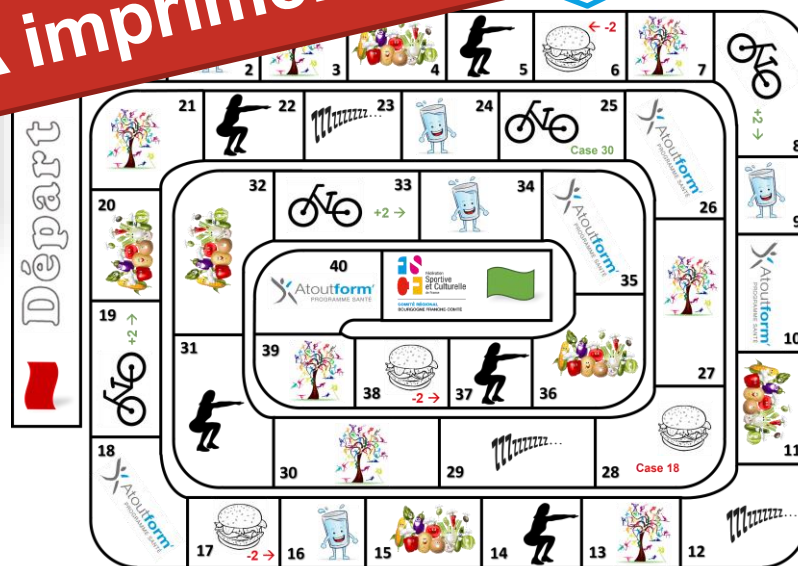 À imprimer
Départ
2
3
4
5
← -2
6
7
+2 →
8
9
Atoutform'
PROGRAMME SANTÉ
10
11
12
zzzzzzzzz...
13
14
15
16
17
-2 →
18
Atoutform'
PROGRAMME SANTÉ
19
+2 →
20
21
22
23
zzzzzzzzz...
24
25
Case 30
26
Atoutform'
PROGRAMME SANTÉ
27
28
Case 18
29
zzzzzzzzz...
30
31
32
33
+2 →
34
35
Atoutform'
PROGRAMME SANTÉ
36
37
38
-2 →
39
40
Atoutform'
PROGRAMME SANTÉ
Fédération
Sportive
et Culturelle
de France
COMITÉ RÉGIONAL
BOURGOGNE FRANCHE-COMTÉ